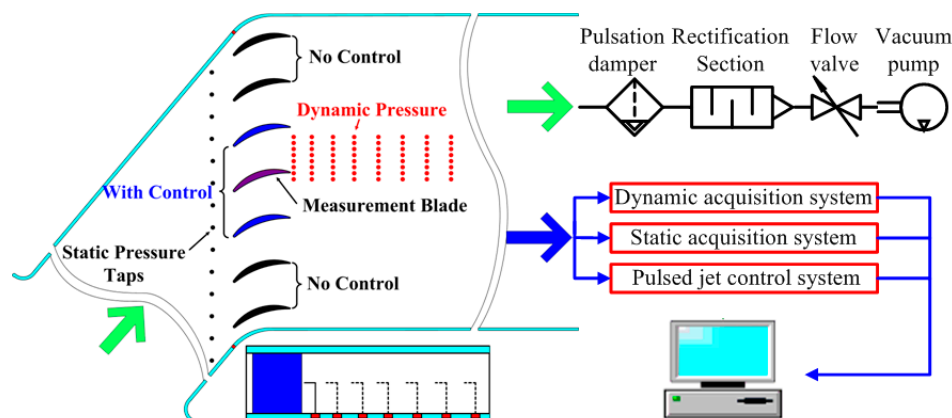 No Control
Dynamic Pressure
With Control
Measurement Blade
Static Pressure
Taps
No Control
Pulsation
damper
Rectification
Section
Flow
valve
Vacuum
pump
Dynamic acquisition system
Static acquisition system
Pulsed jet control system